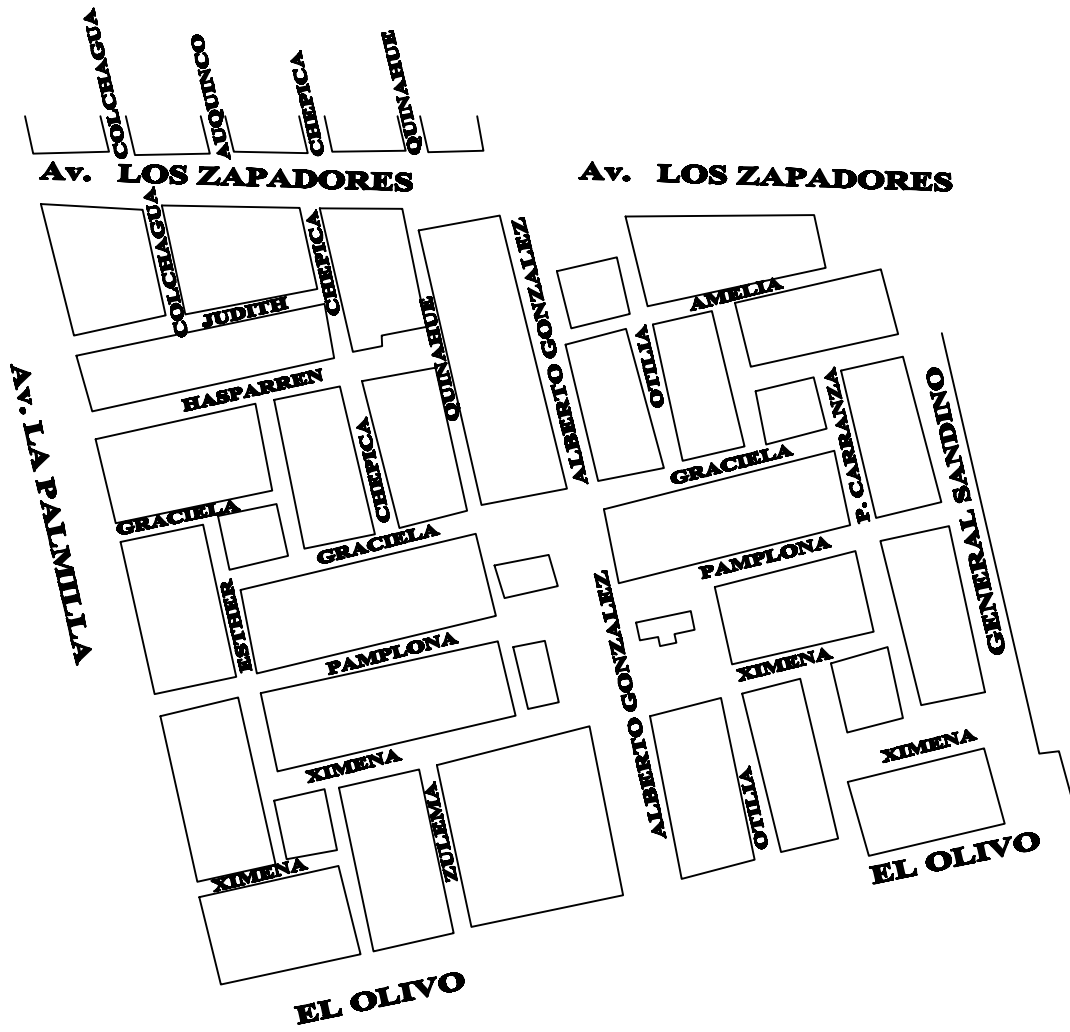 COLCHAGUA
AUQUINCO
CHEPICA
QUINAHUE
Av. LOS ZAPADORES
Av. LOS ZAPADORES
COLCHAGUA
CHEPICA
JUDITH
QUINAHUE
ALBERTO GONZALEZ
AMELIA
OTILIA
HASPARREN
CHEPICA
Av. LA PALMILLA
P. CARRANZA
GENERAL SANDINO
GRACIELA
GRACIELA
GRACIELA
ESTHER
PAMPLONA
PAMPLONA
ALBERTO GONZALEZ
XIMENA
XIMENA
XIMENA
ZULEMA
OTILIA
XIMENA
EL OLIVO
EL OLIVO